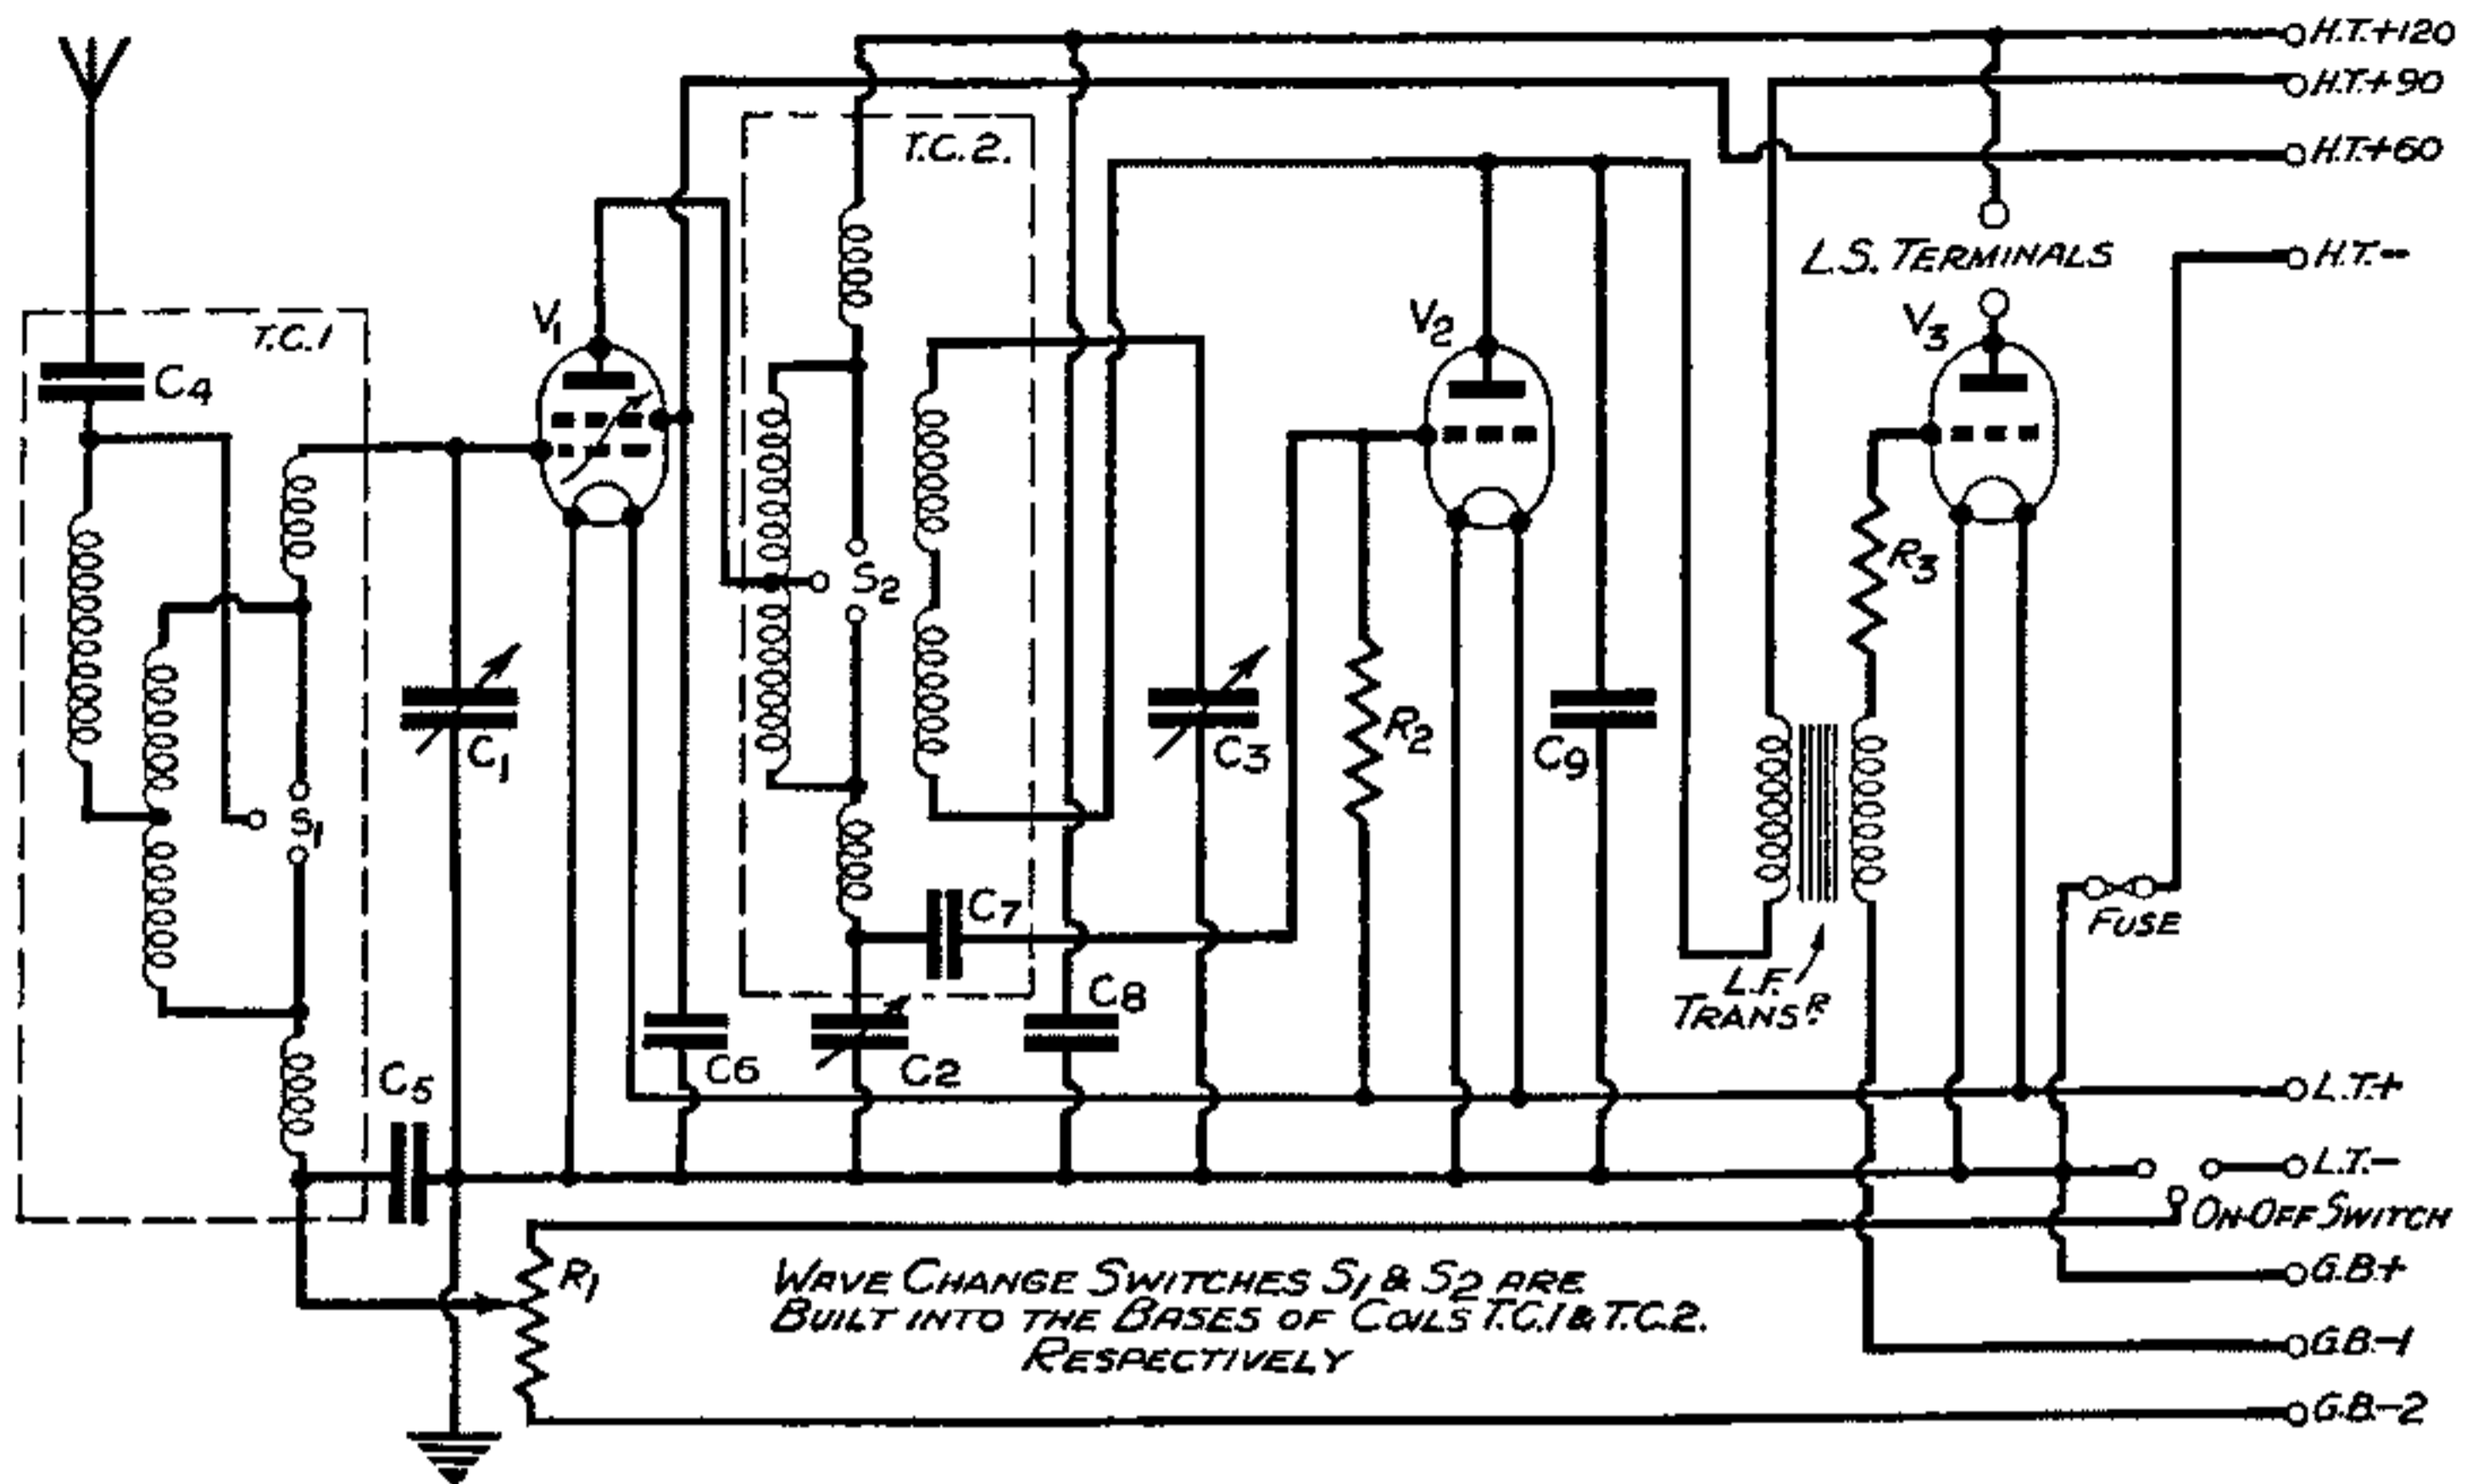 H.T.+120
H.T.+90
H.T.+60
T.C.2.
L.S. TERMINALS
H.T.-
T.C.1
V1
V2
V3
C4
S2
R3
C1
C3
R2
C9
S1
C7
FUSE
C8
L.F.
TRANSR.
C5
C6
C2
L.T.+
L.T.-
ON-OFF SWITCH
R1
WAVE CHANGE SWITCHES S1 & S2 ARE
BUILT INTO THE BASES OF COILS T.C.1 & T.C.2.
RESPECTIVELY
G.B.+
G.B.-1
G.B.-2